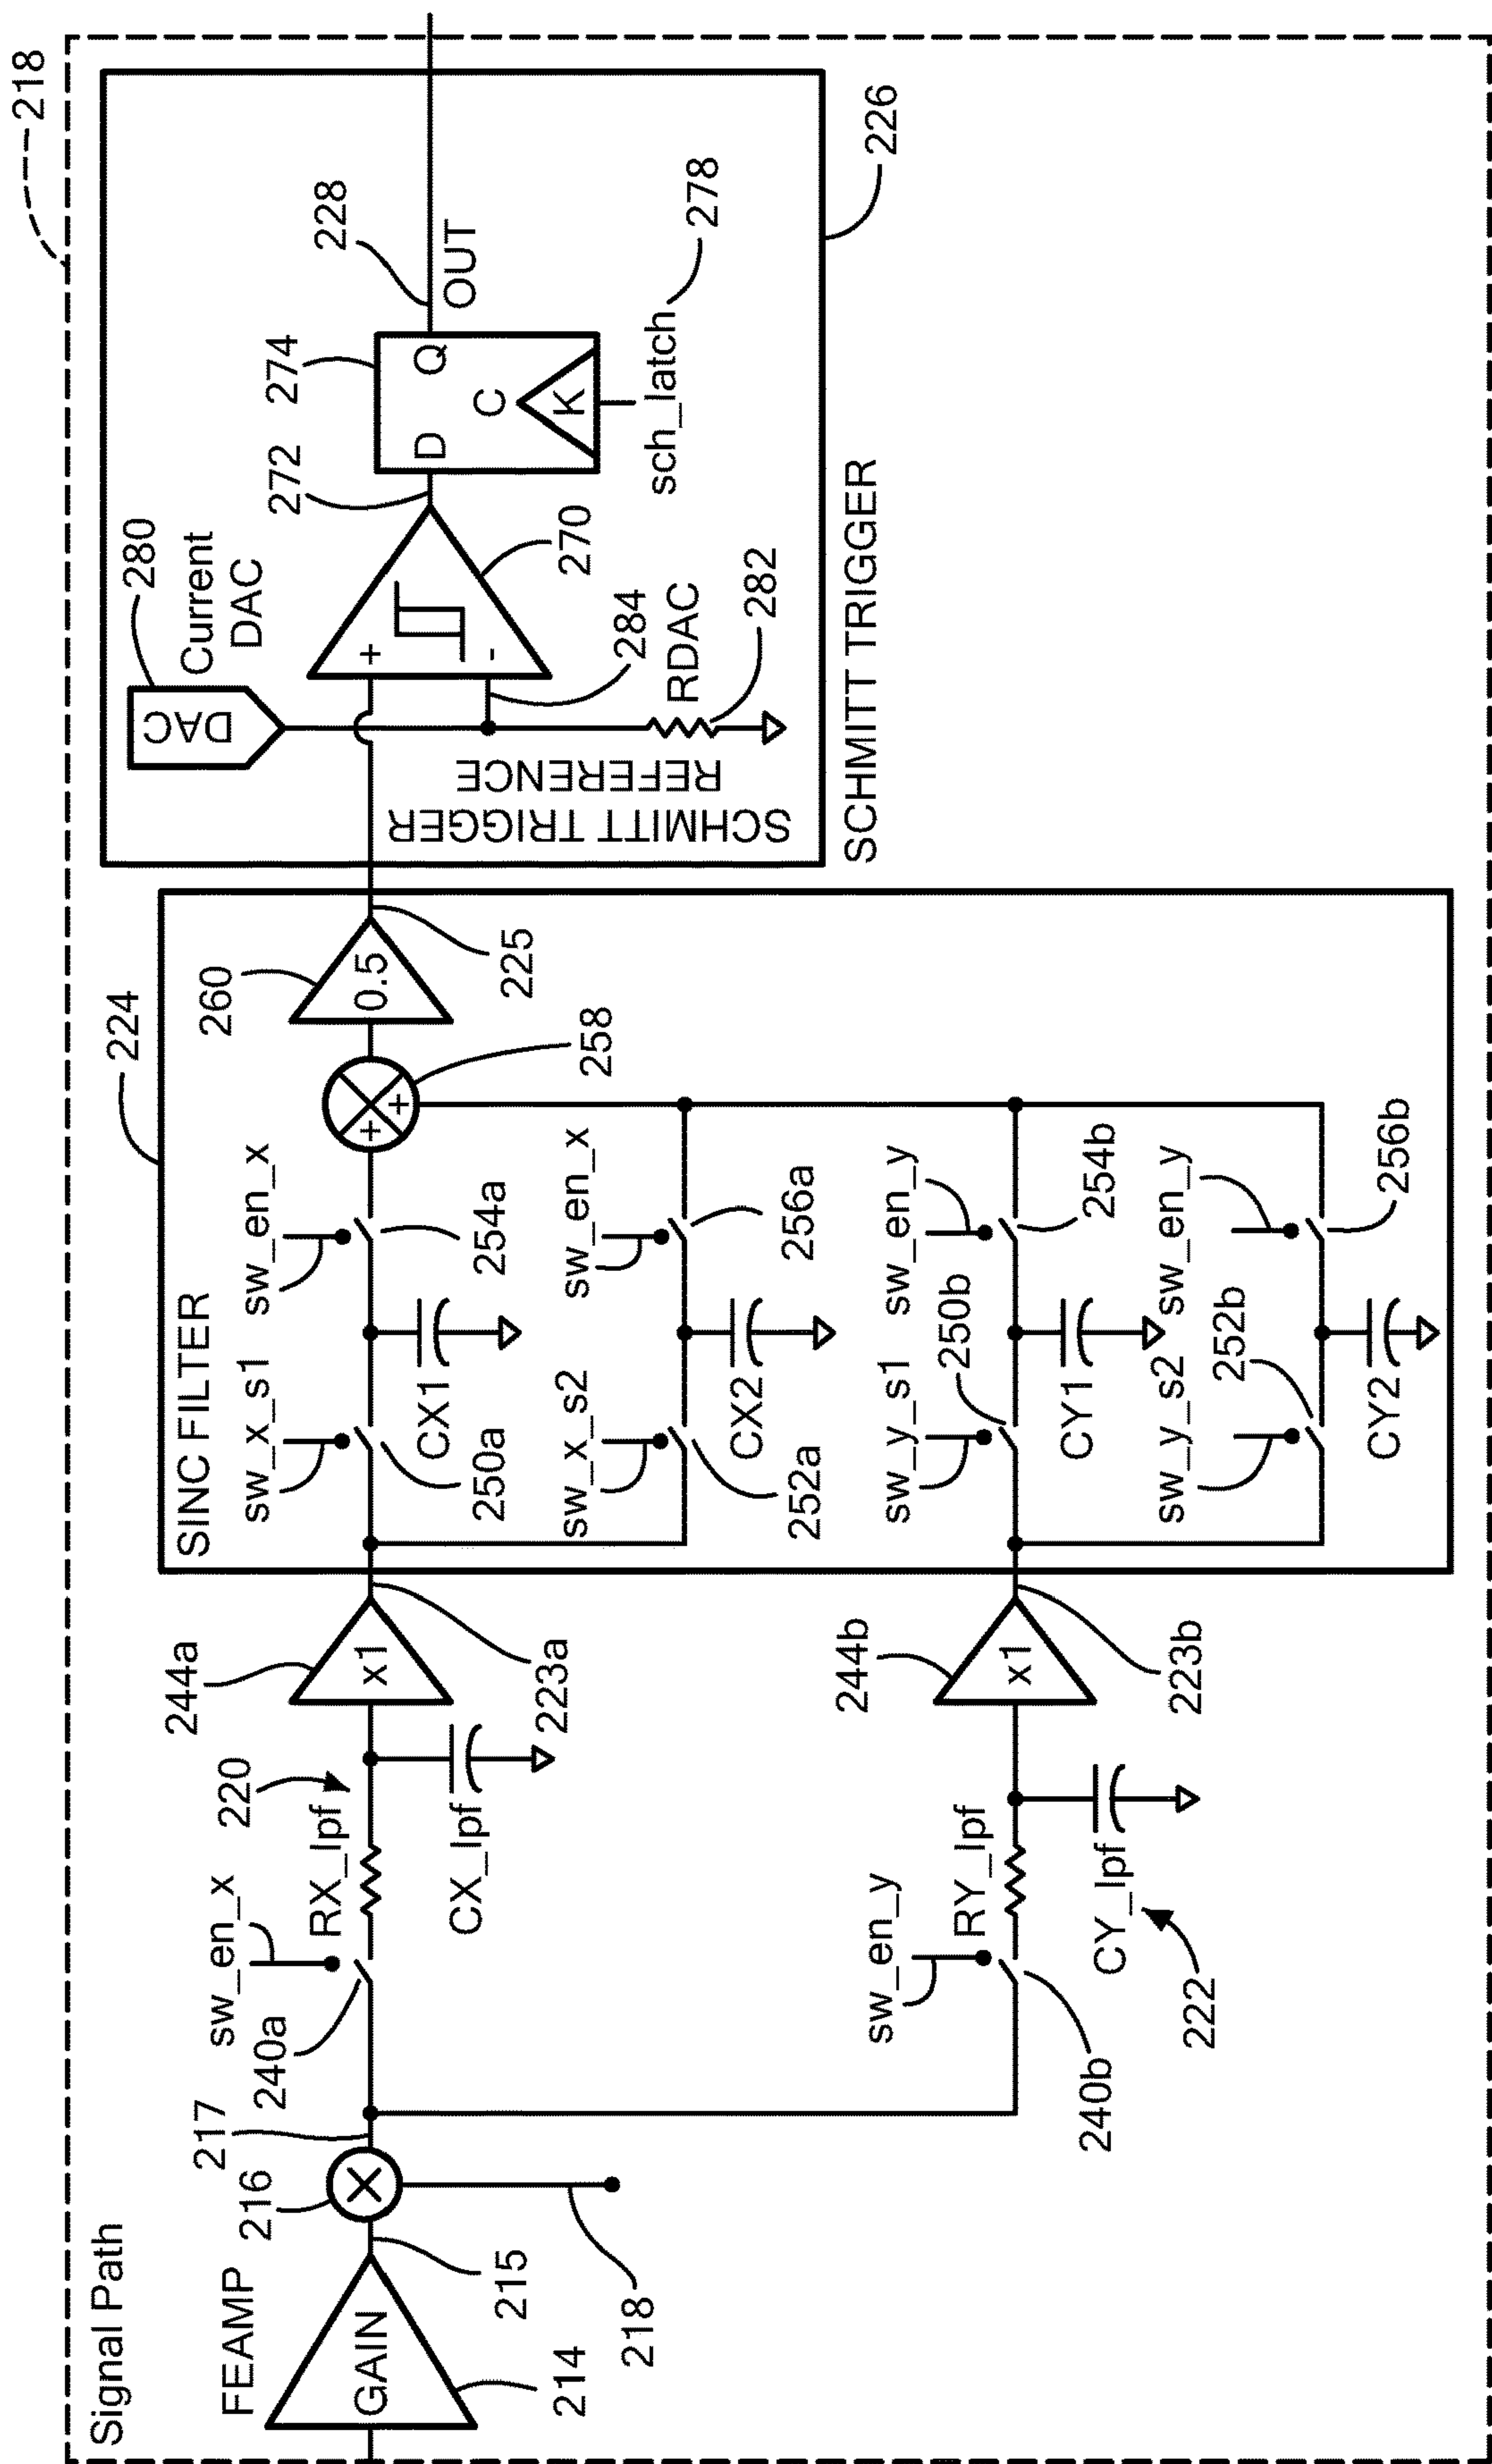 Signal Path
218
FEAMP
GAIN
214
215
216
217
218
sw_en_x
240a
RX_lpf
220
CX_lpf
244a
x1
223a
sw_en_y
240b
RY_lpf
CY_lpf
222
244b
x1
223b
SINC FILTER
224
sw_x_s1
250a
CX1
sw_en_x
254a
sw_x_s2
252a
CX2
sw_en_x
256a
sw_y_s1
250b
CY1
sw_en_y
254b
sw_y_s2
252b
CY2
sw_en_y
256b
+
+
258
260
0.5
225
SCHMITT TRIGGER
226
SCHMITT TRIGGER
REFERENCE
DAC
280
Current
DAC
+
-
284
RDAC
282
270
272
274
D
Q
C
K
sch_latch
278
228
OUT